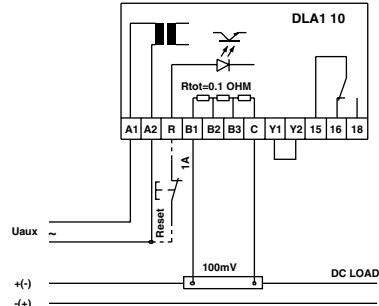 DLA1 10
Rtot=0.1 OHM
A1 A2 R B1 B2 B3 C Y1 Y2 15 16 18
1A
Reset
Uaux ~
100mV
DC LOAD
+(-)
-(+)